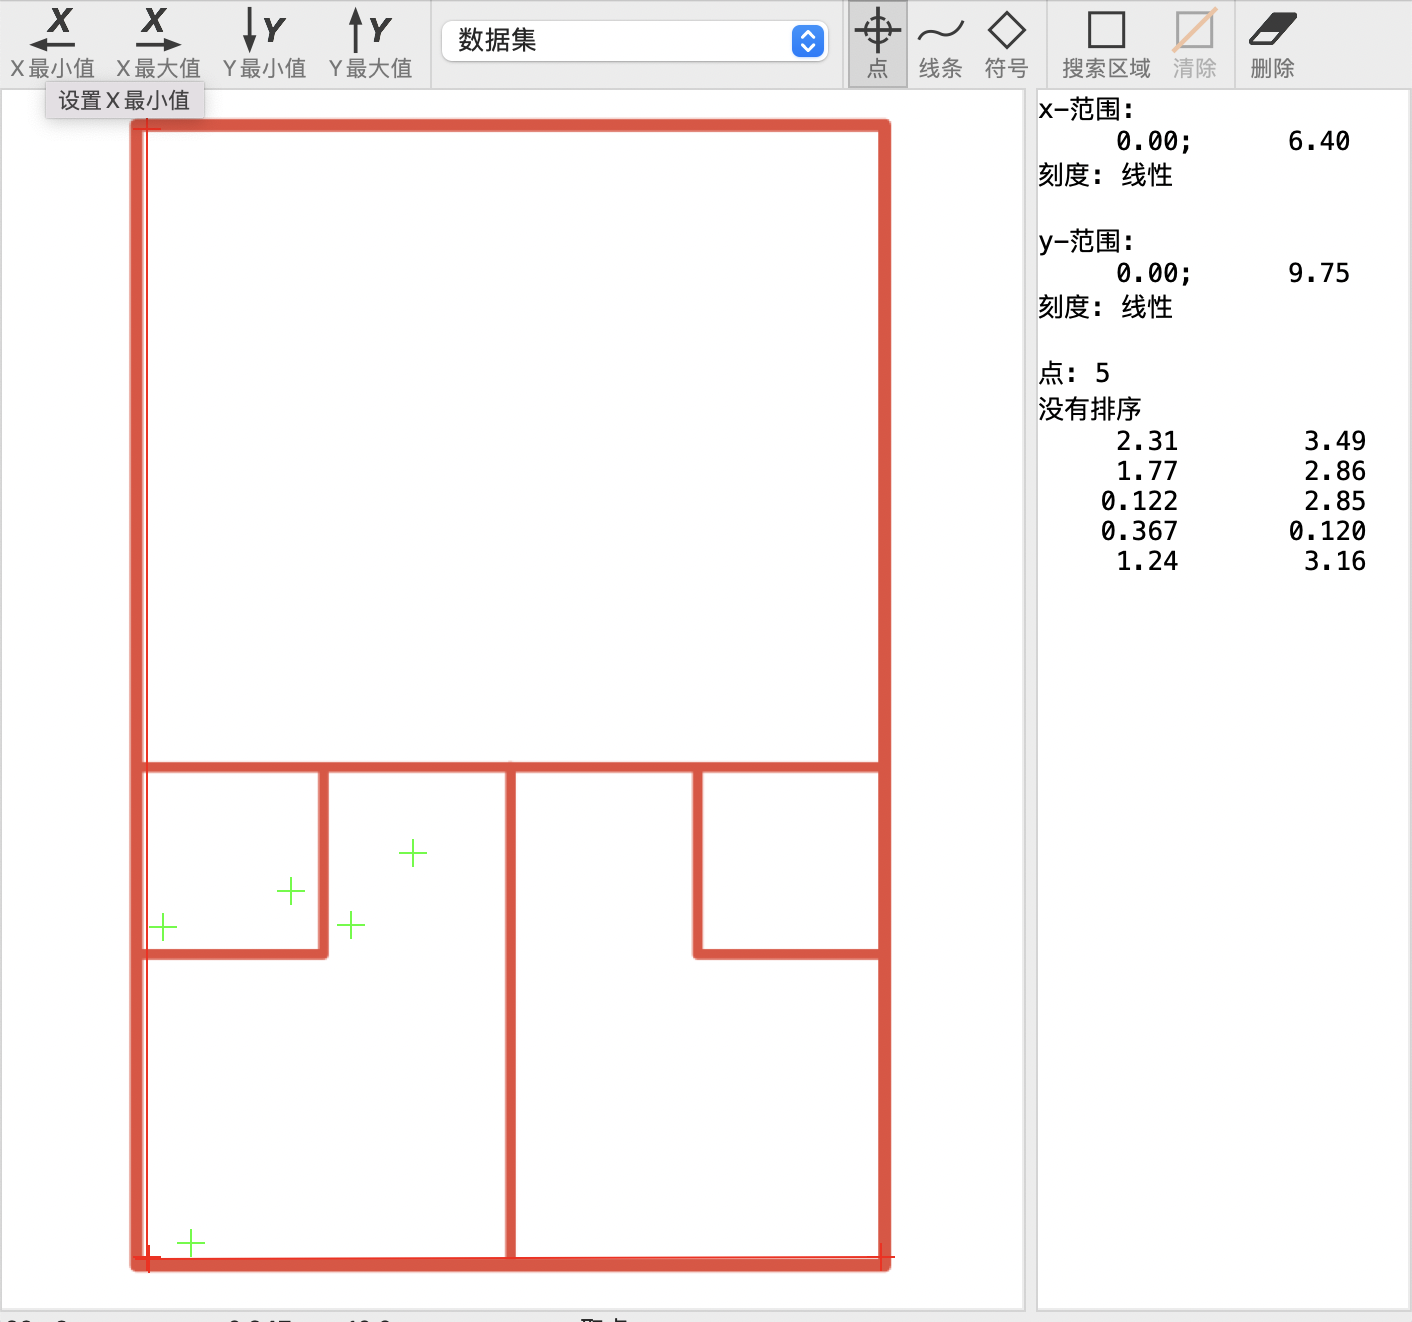 X Y Y
X最小值 X最大值 Y最小值 Y最大值 数据集 点 线条 符号 搜索区域 清除 删除
设置X最小值
x-范围:
0.00; 6.40
刻度: 线性
y-范围:
0.00; 9.75
刻度: 线性
点: 5
没有排序
2.31 3.49
1.77 2.86
0.122 2.85
0.367 0.120
1.24 3.16